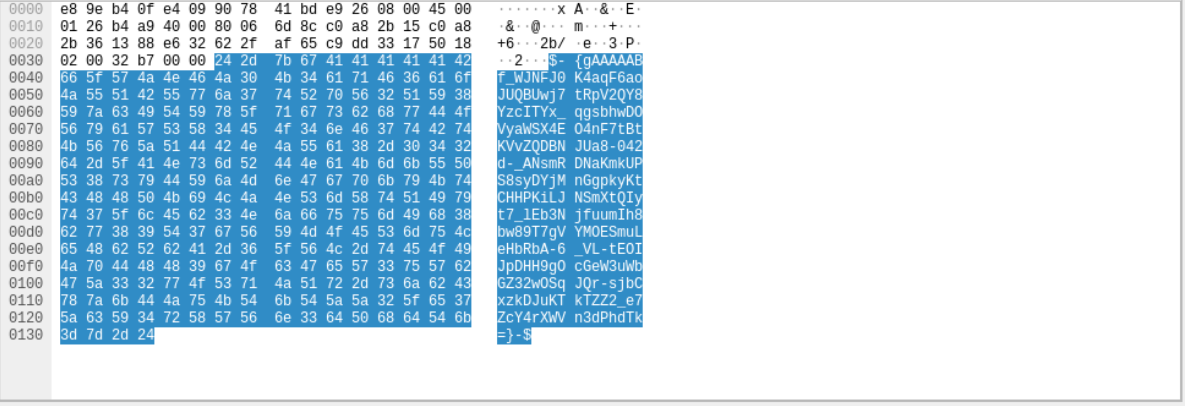 0000 e8 9e b4 0f e4 09 90 78 41 bd e9 26 08 00 45 00 ·······x A··&··E·
0010 01 26 b4 a9 40 00 80 06 6d 8c c0 a8 2b 15 c0 a8 ·&··@··· m···+···
0020 2b 36 13 88 e6 32 62 2f af 65 c9 dd 33 17 50 18 +6···2b/ ·e··3·P·
0030 02 00 32 b7 00 00 24 2d 7b 67 41 41 41 41 41 42 ··2···$- {gAAAAAB
0040 66 5f 57 4a 4e 46 4a 30 4b 34 61 71 46 36 61 6f f_WJNFJ0 K4aqF6ao
0050 4a 55 51 42 55 77 6a 37 74 52 70 56 32 51 59 38 JUQBUwj7 tRpV2QY8
0060 59 7a 63 49 54 59 78 5f 71 67 73 62 68 77 44 4f YzcITYx_ qgsbhwDO
0070 56 79 61 57 53 58 34 45 4f 34 6e 46 37 74 42 74 VyaWSX4E O4nF7tBt
0080 4b 56 76 5a 51 44 42 4e 4a 55 61 38 2d 30 34 32 KVvZQDBN JUa8-042
0090 64 2d 5f 41 4e 73 6d 52 44 4e 61 4b 6d 6b 55 50 d-_ANsmR DNaKmkUP
00a0 53 38 73 79 44 59 6a 4d 6e 47 67 70 6b 79 4b 74 S8syDYjM nGgpkyKt
00b0 43 48 48 50 4b 69 4c 4a 4e 53 6d 58 74 51 49 79 CHHPKiLJ NSmXtQIy
00c0 74 37 5f 6c 45 62 33 4e 6a 66 75 75 6d 49 68 38 t7_lEb3N jfuumIh8
00d0 62 77 38 39 54 37 67 56 59 4d 4f 45 53 6d 75 4c bw89T7gV YMOESmuL
00e0 65 48 62 52 62 41 2d 36 5f 56 4c 2d 74 45 4f 49 eHbRbA-6 _VL-tEOI
00f0 4a 70 44 48 48 39 67 4f 63 47 65 57 33 75 57 62 JpDHH9gO cGeW3uWb
0100 47 5a 33 32 77 4f 53 71 4a 51 72 2d 73 6a 62 43 GZ32wOSq JQr-sjbC
0110 78 7a 6b 44 4a 75 4b 54 6b 54 5a 5a 32 5f 65 37 xzkDJuKT kTZZ2_e7
0120 5a 63 59 34 72 58 57 56 6e 33 64 50 68 64 54 6b ZcY4rXWV n3dPhdTk
0130 3d 7d 2d 24 =}-$